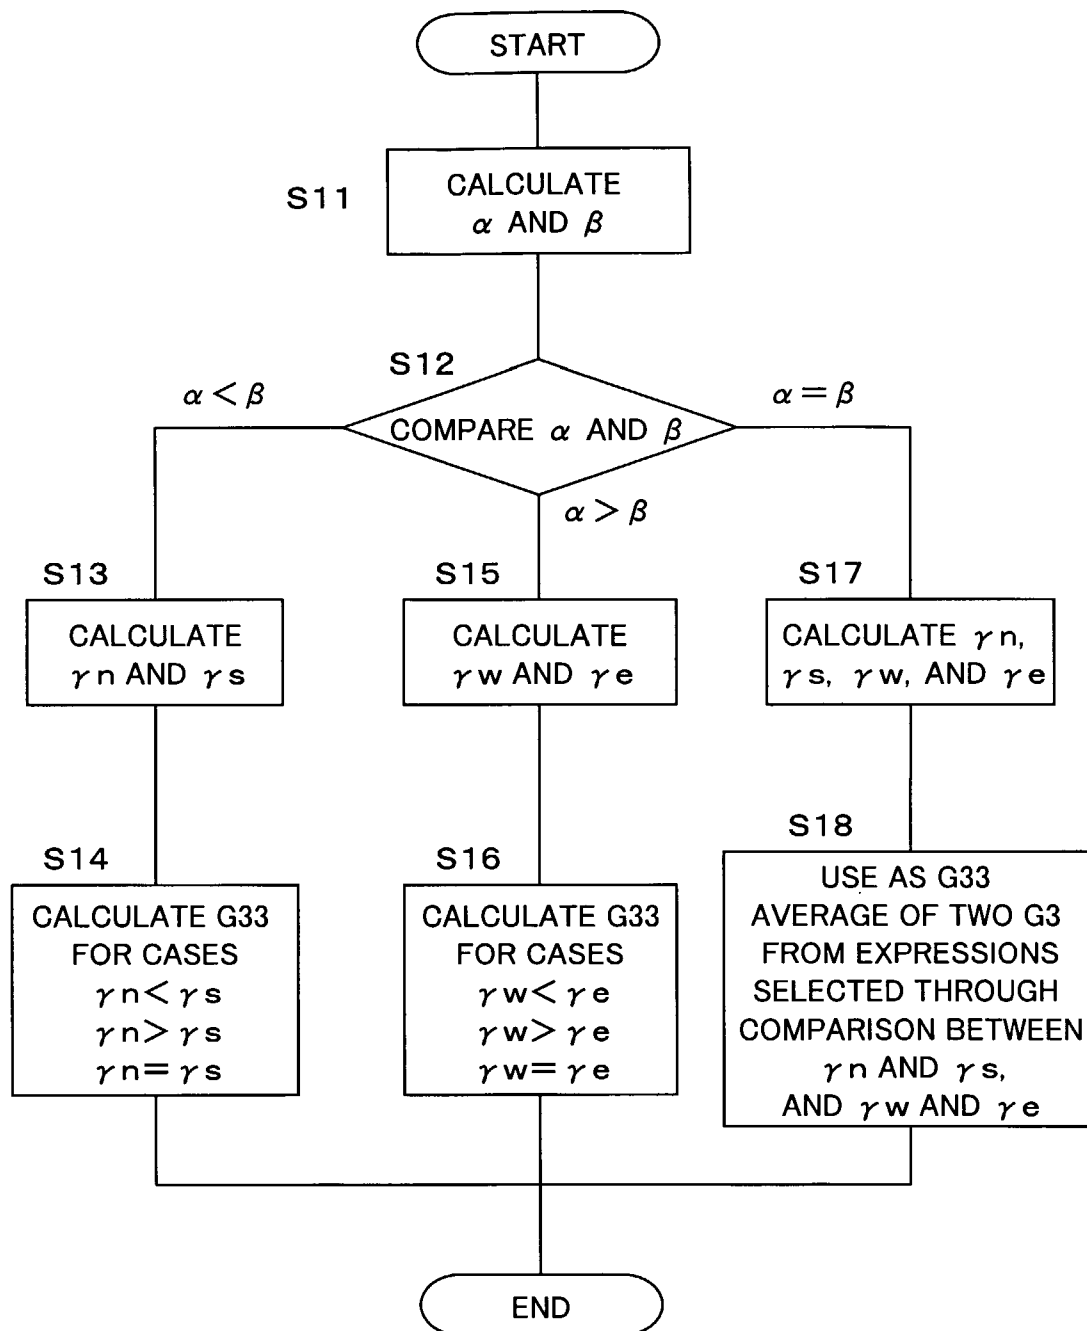 START
S11
CALCULATE
α AND β
S12
α < β
COMPARE α AND β
α = β
α > β
S13
CALCULATE
γn AND γs
S15
CALCULATE
γw AND γe
S17
CALCULATE γn,
γs, γw, AND γe
S14
CALCULATE G33
FOR CASES
γn< γs
γn> γs
γn= γs
S16
CALCULATE G33
FOR CASES
γw< γe
γw> γe
γw= γe
S18
USE AS G33
AVERAGE OF TWO G3
FROM EXPRESSIONS
SELECTED THROUGH
COMPARISON BETWEEN
γn AND γs,
AND γw AND γe
END